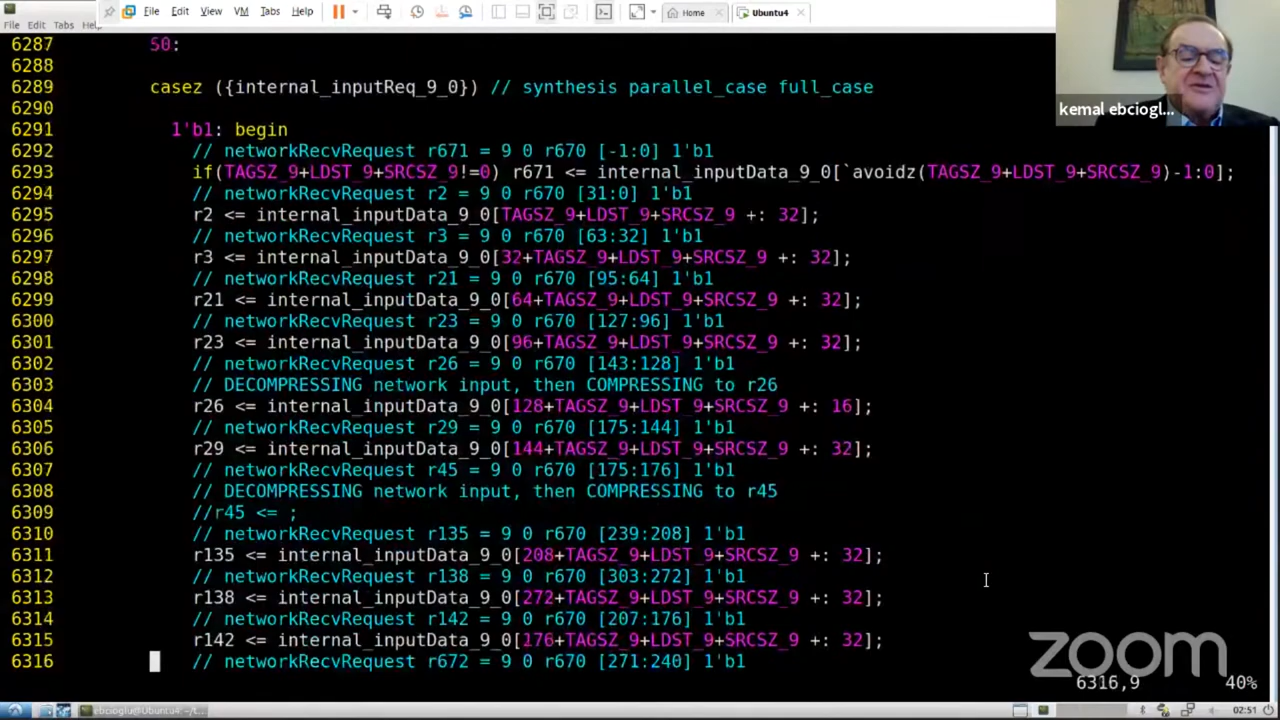 File Edit View VM Tabs Help
Home
Ubuntu4
File Edit Tabs Help
kemal ebciogl...
6287 S0:
6288
6289 casez ({internal_inputReq_9_0}) // synthesis parallel_case full_case
6290
6291 1'b1: begin
6292 // networkRecvRequest r671 = 9 0 r670 [-1:0] 1'b1
6293 if(TAGSZ_9+LDST_9+SRCSZ_9!=0) r671 <= internal_inputData_9_0[`avoidz(TAGSZ_9+LDST_9+SRCSZ_9)-1:0];
6294 // networkRecvRequest r2 = 9 0 r670 [31:0] 1'b1
6295 r2 <= internal_inputData_9_0[TAGSZ_9+LDST_9+SRCSZ_9 +: 32];
6296 // networkRecvRequest r3 = 9 0 r670 [63:32] 1'b1
6297 r3 <= internal_inputData_9_0[32+TAGSZ_9+LDST_9+SRCSZ_9 +: 32];
6298 // networkRecvRequest r21 = 9 0 r670 [95:64] 1'b1
6299 r21 <= internal_inputData_9_0[64+TAGSZ_9+LDST_9+SRCSZ_9 +: 32];
6300 // networkRecvRequest r23 = 9 0 r670 [127:96] 1'b1
6301 r23 <= internal_inputData_9_0[96+TAGSZ_9+LDST_9+SRCSZ_9 +: 32];
6302 // networkRecvRequest r26 = 9 0 r670 [143:128] 1'b1
6303 // DECOMPRESSING network input, then COMPRESSING to r26
6304 r26 <= internal_inputData_9_0[128+TAGSZ_9+LDST_9+SRCSZ_9 +: 16];
6305 // networkRecvRequest r29 = 9 0 r670 [175:144] 1'b1
6306 r29 <= internal_inputData_9_0[144+TAGSZ_9+LDST_9+SRCSZ_9 +: 32];
6307 // networkRecvRequest r45 = 9 0 r670 [175:176] 1'b1
6308 // DECOMPRESSING network input, then COMPRESSING to r45
6309 //r45 <= ;
6310 // networkRecvRequest r135 = 9 0 r670 [239:208] 1'b1
6311 r135 <= internal_inputData_9_0[208+TAGSZ_9+LDST_9+SRCSZ_9 +: 32];
6312 // networkRecvRequest r138 = 9 0 r670 [303:272] 1'b1
6313 r138 <= internal_inputData_9_0[272+TAGSZ_9+LDST_9+SRCSZ_9 +: 32];
6314 // networkRecvRequest r142 = 9 0 r670 [207:176] 1'b1
6315 r142 <= internal_inputData_9_0[176+TAGSZ_9+LDST_9+SRCSZ_9 +: 32];
6316 // networkRecvRequest r672 = 9 0 r670 [271:240] 1'b1
zoom
6316,9 40%
ebcioglu@Ubuntu4: ~/t...
02:51